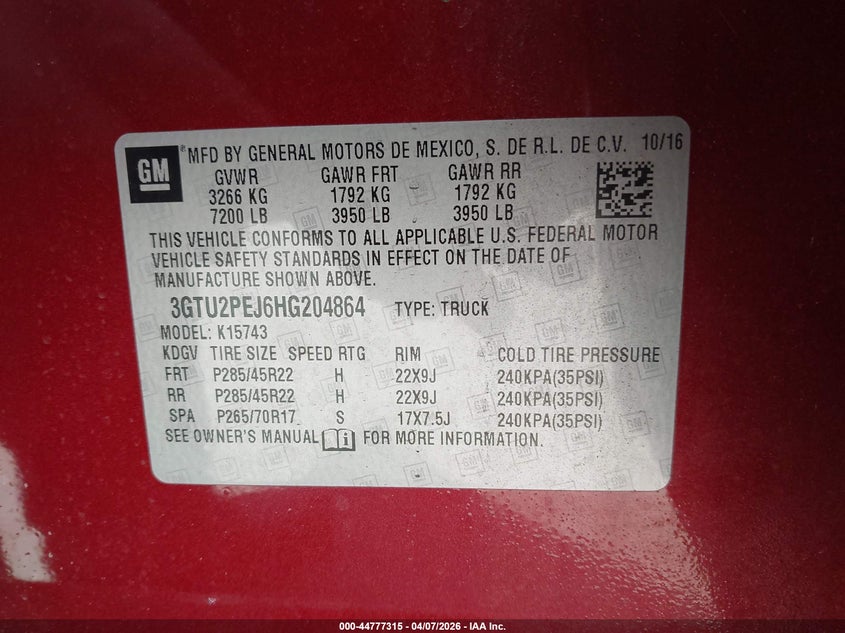 GM
® MFD BY GENERAL MOTORS DE MEXICO, S. DE R.L. DE C.V. 10/16
GVWR GAWR FRT GAWR RR
3266 KG 1792 KG 1792 KG
7200 LB 3950 LB 3950 LB
THIS VEHICLE CONFORMS TO ALL APPLICABLE U.S. FEDERAL MOTOR
VEHICLE SAFETY STANDARDS IN EFFECT ON THE DATE OF
MANUFACTURE SHOWN ABOVE.
3GTU2PEJ6HG204864 TYPE: TRUCK
MODEL: K15743
KDGV TIRE SIZE SPEED RTG RIM COLD TIRE PRESSURE
FRT P285/45R22 H 22X9J 240KPA(35PSI)
RR P285/45R22 H 22X9J 240KPA(35PSI)
SPA P265/70R17 S 17X7.5J 240KPA(35PSI)
SEE OWNER'S MANUAL FOR MORE INFORMATION.
000-44777315 - 04/07/2026 - IAA Inc.